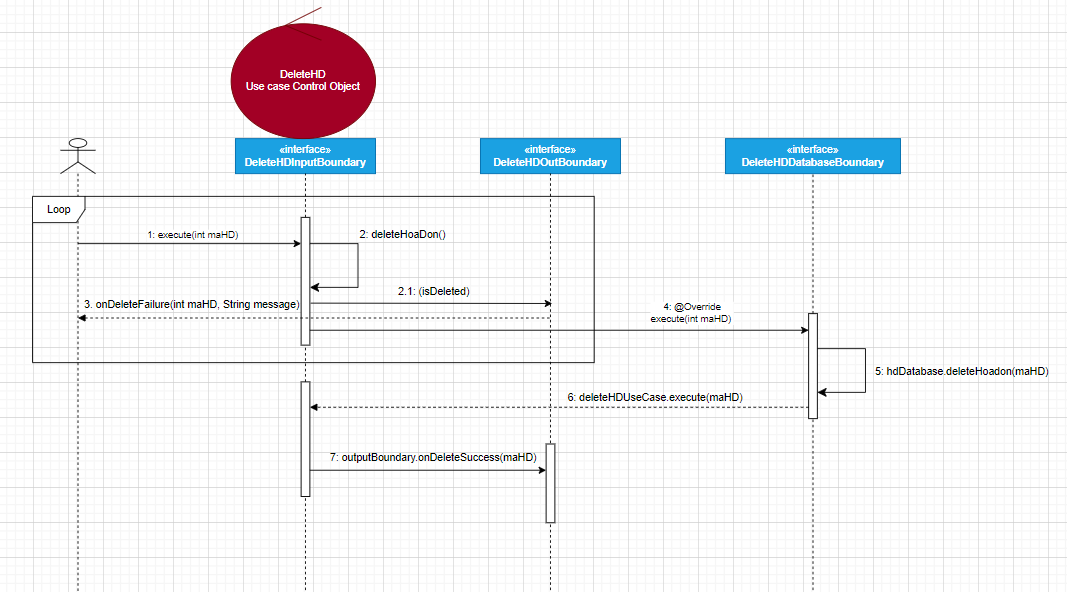 DeleteHD
Use case Control Object
«interface»
DeleteHDInputBoundary
«interface»
DeleteHDOutBoundary
«interface»
DeleteHDDatabaseBoundary
Loop
1: execute(int maHD)
2: deleteHoaDon()
2.1: (isDeleted)
3. onDeleteFailure(int maHD, String message)
4: @Override
execute(int maHD)
5: hdDatabase.deleteHoadon(maHD)
6: deleteHDUseCase.execute(maHD)
7: outputBoundary.onDeleteSuccess(maHD)